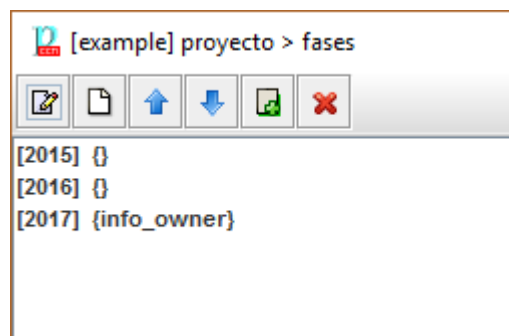 [example] proyecto > fases
[2015] {}
[2016] {}
[2017] {info_owner}